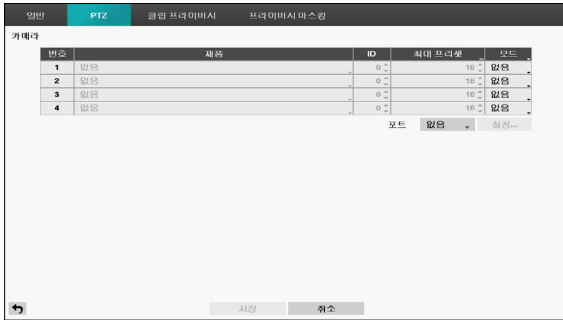 일반 PTZ 클립 프라이버시 프라이버시 마스킹
카메라
번호 제품 ID 최대 프리셋 모드
1 없음 0 16 없음
2 없음 0 16 없음
3 없음 0 16 없음
4 없음 0 16 없음
포트 없음 설정...
저장 취소